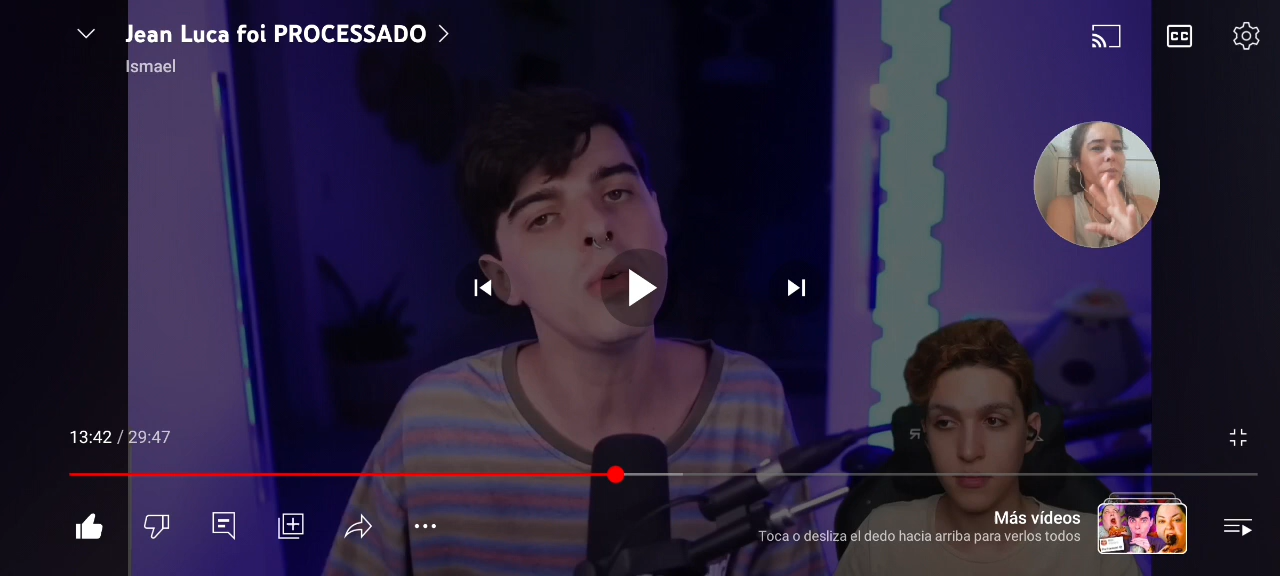 Jean Luca foi PROCESSADO
Ismael
CC
13:42 / 29:47
Más vídeos
Toca o desliza el dedo hacia arriba para verlos todos